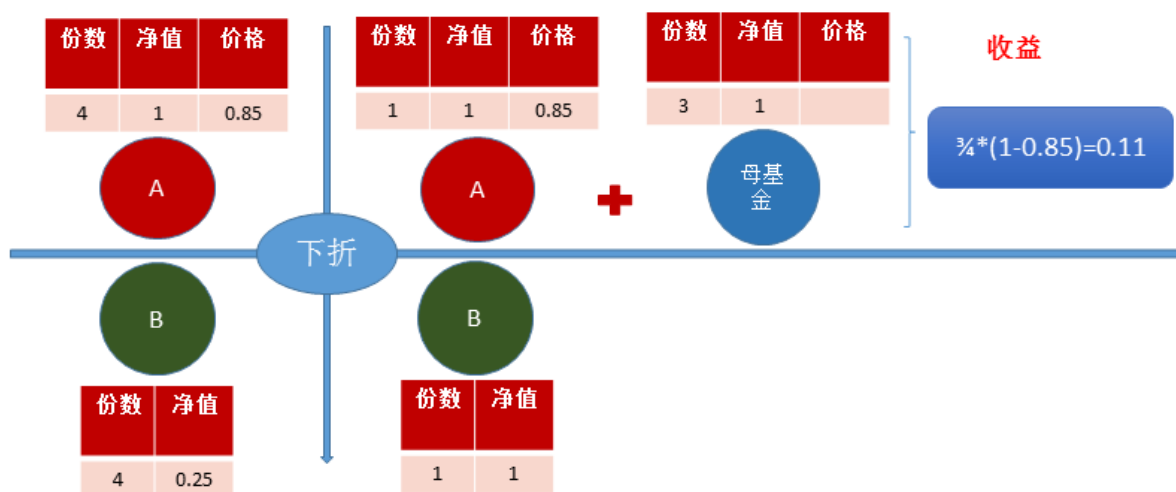 份数 净值 价格
4 1 0.85
份数 净值 价格
1 1 0.85
份数 净值 价格
3 1
收益
¾*(1-0.85)=0.11
A
A
母基
金
下折
B
B
份数 净值
4 0.25
份数 净值
1 1